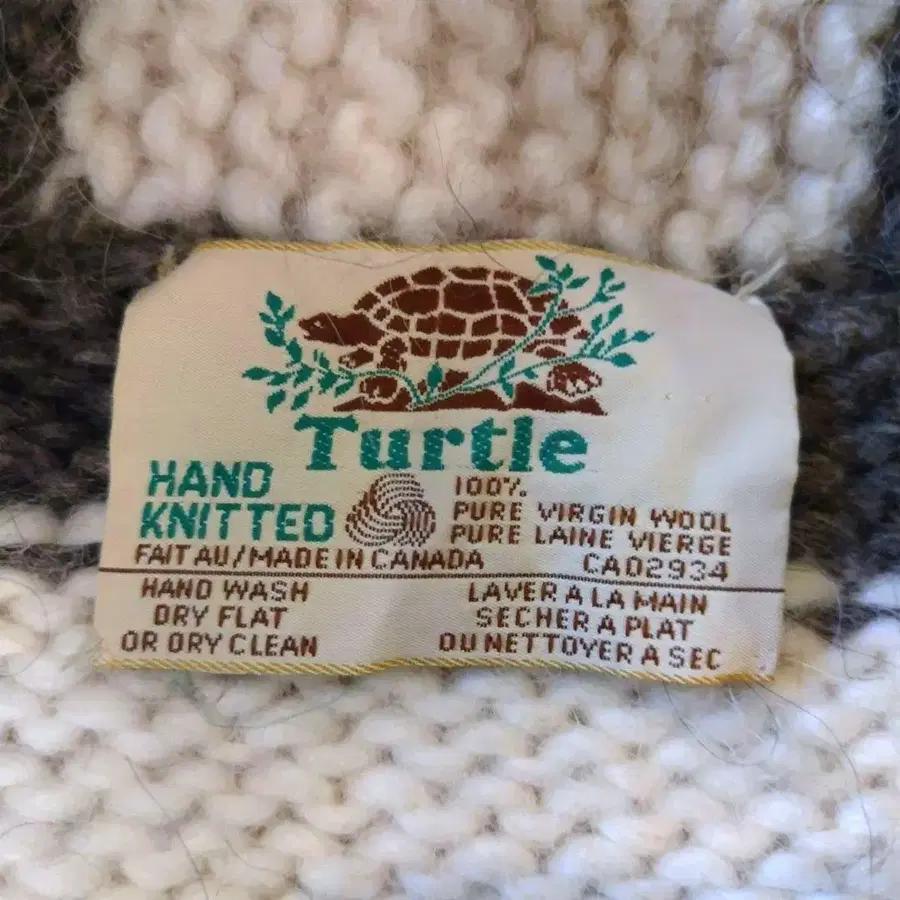 Turtle
HAND
KNITTED
100%
PURE VIRGIN WOOL
PURE LAINE VIERGE
FAIT AU/MADE IN CANADA
CA02934
HAND WASH
DRY FLAT
OR DRY CLEAN
LAVER A LA MAIN
SECHER A PLAT
OU NETTOYER A SEC